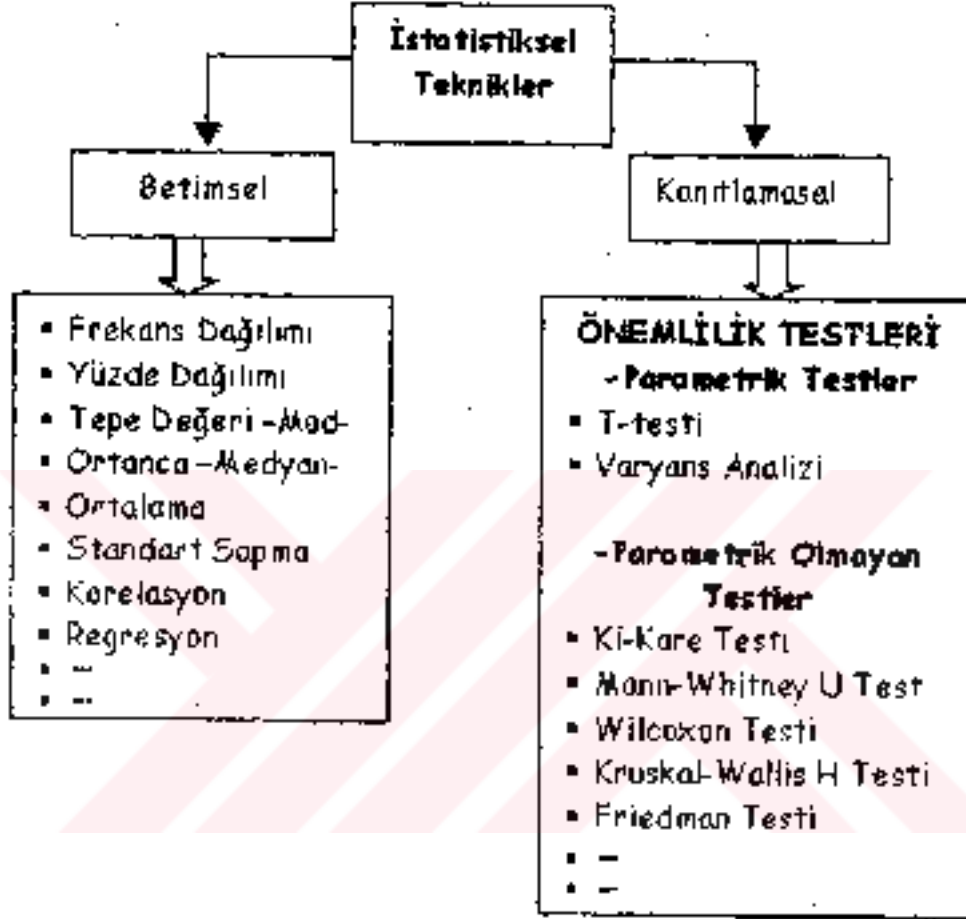 İstatistiksel
Teknikler
Betimsel
Kanıtlamasal
▪ Frekans Dağılımı
▪ Yüzde Dağılımı
▪ Tepe Değeri -Mod-
▪ Ortanca -Medyan-
▪ Ortalama
▪ Standart Sapma
▪ Korelasyon
▪ Regresyon
▪ --
▪ --
ÖNEMLİLİK TESTLERİ
-Parametrik Testler
▪ T-testi
▪ Varyans Analizi
-Parametrik Olmayan
Testler
▪ Ki-Kare Testi
▪ Mann-Whitney U Test
▪ Wilcoxon Testi
▪ Kruskal-Wallis H Testi
▪ Friedman Testi
▪ --
▪ --